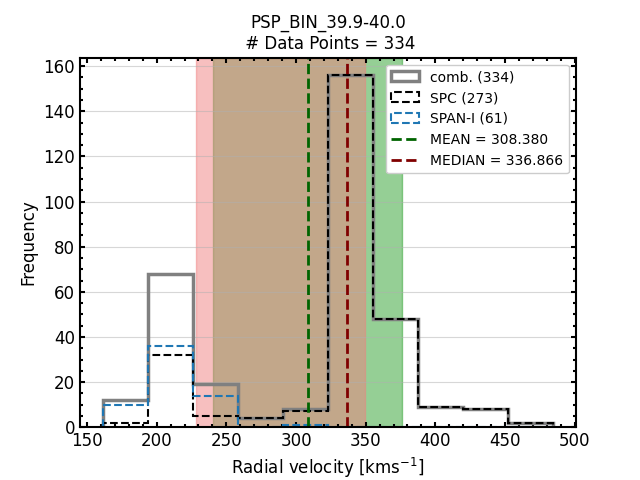 PSP_BIN_39.9-40.0
# Data Points = 334
comb. (334)
SPC (273)
SPAN-I (61)
MEAN = 308.380
MEDIAN = 336.866
Frequency
160
140
120
100
80
60
40
20
0
150 200 250 300 350 400 450 500
Radial velocity [kms⁻¹]